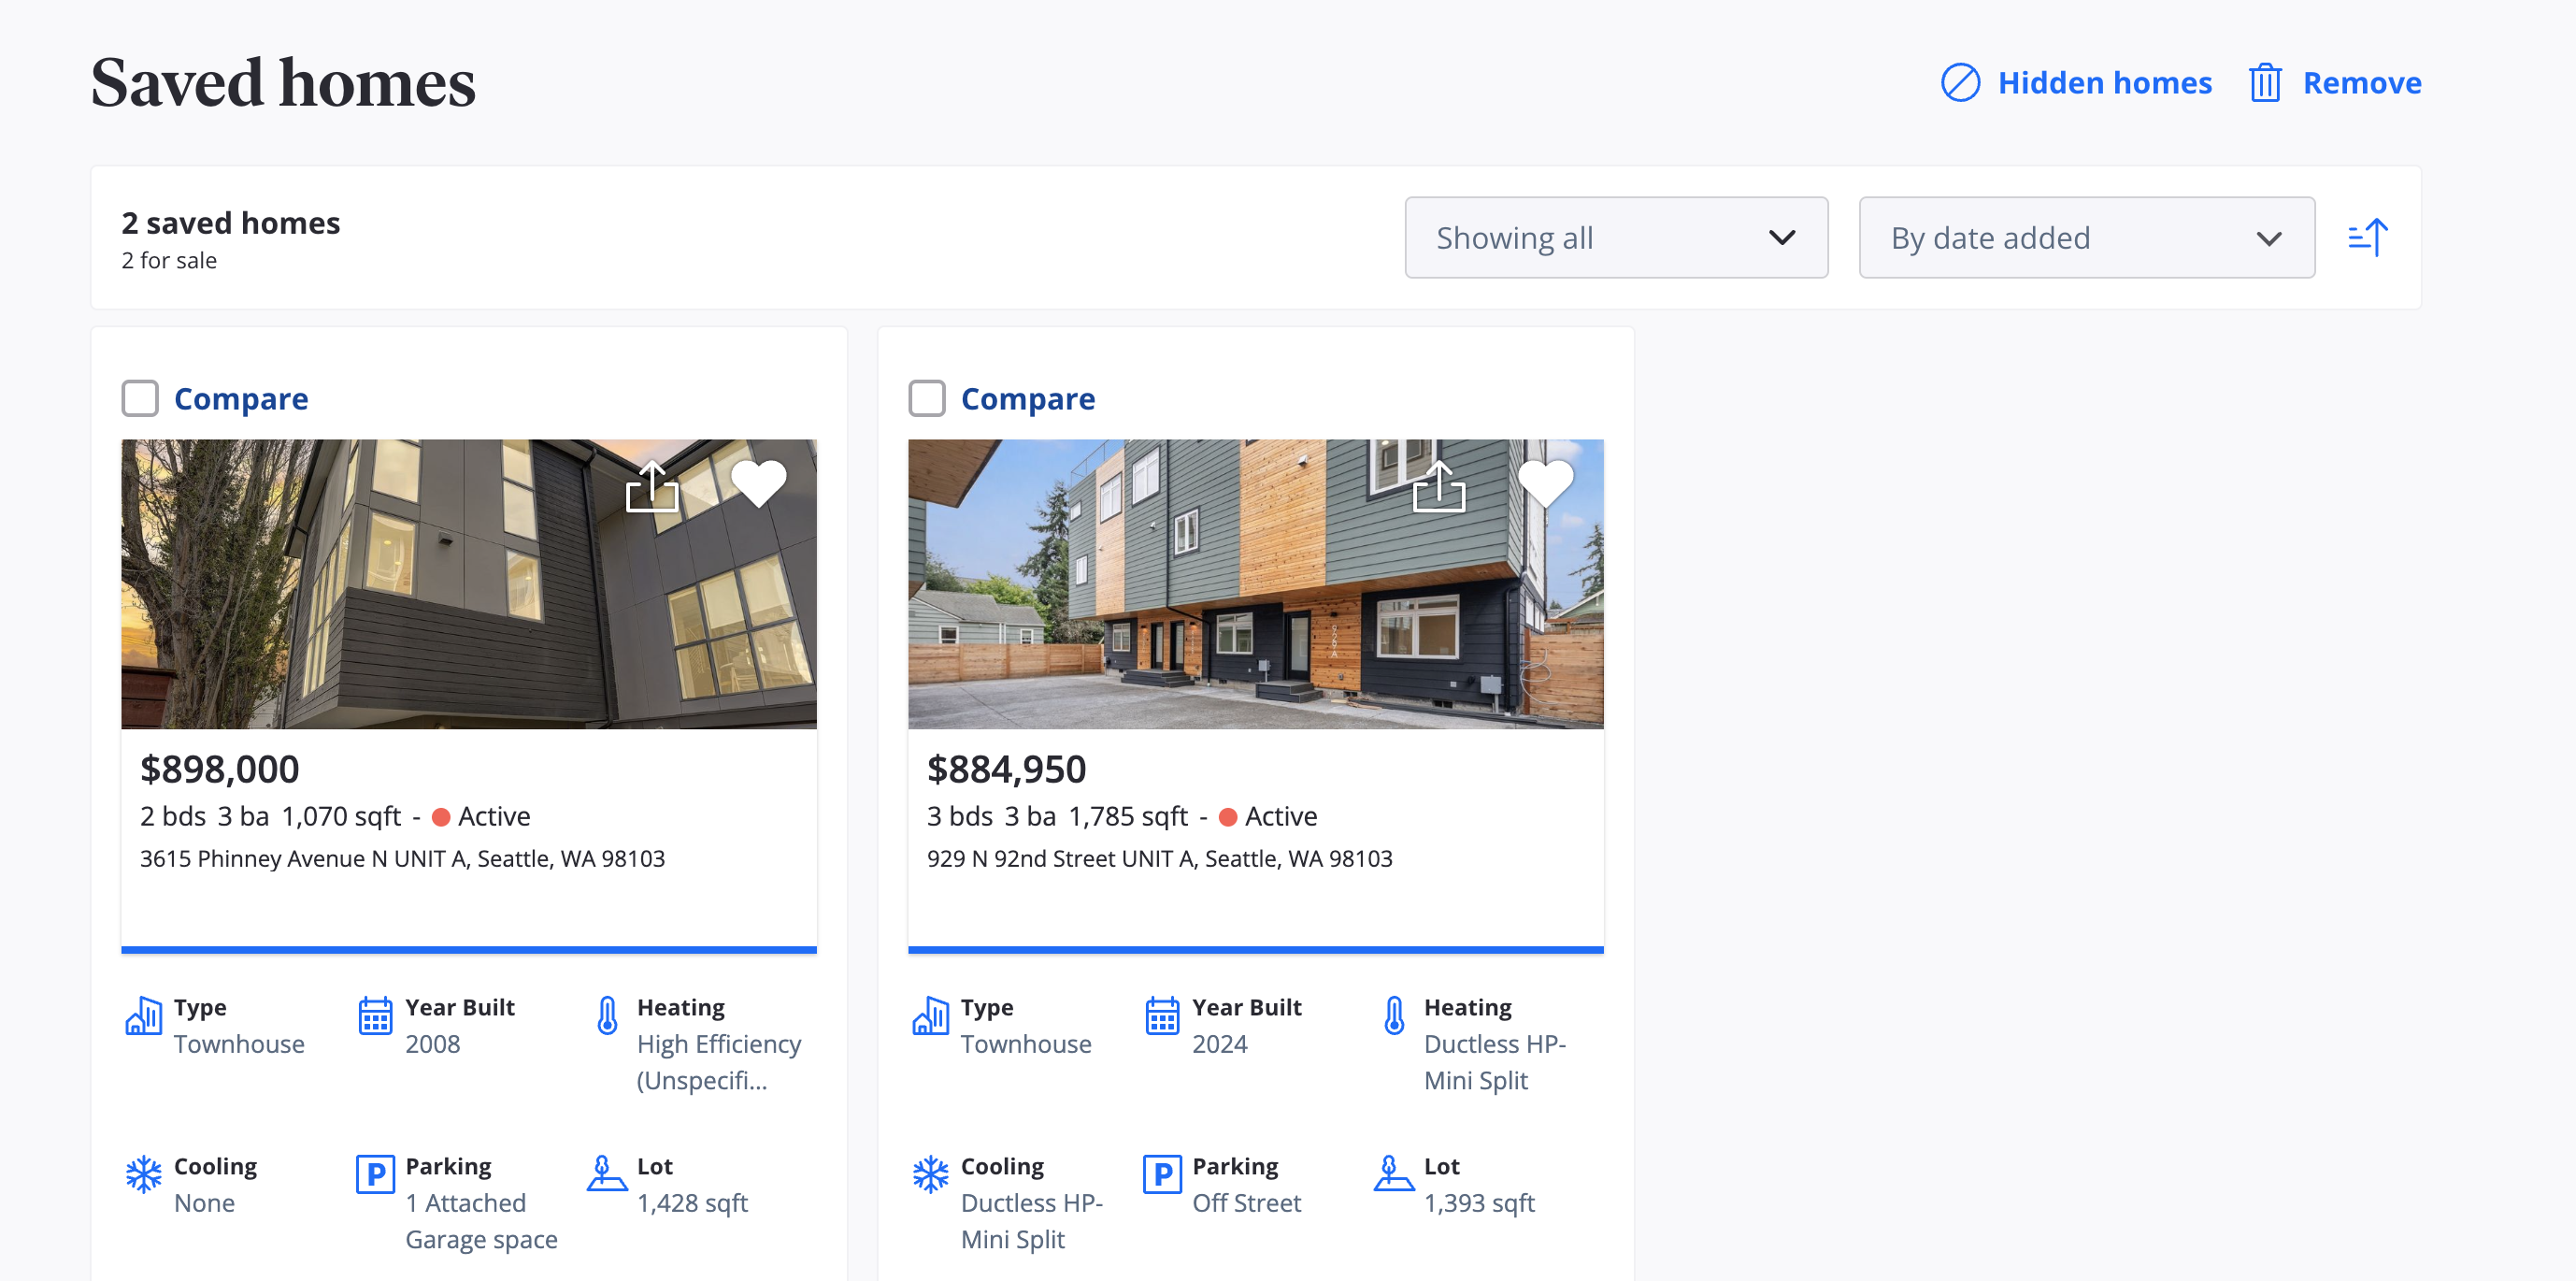 Saved homes
Hidden homes
Remove
2 saved homes
2 for sale
Showing all
By date added
Compare
$898,000
2 bds 3 ba 1,070 sqft - Active
3615 Phinney Avenue N UNIT A, Seattle, WA 98103
Type
Townhouse
Year Built
2008
Heating
High Efficiency
(Unspecifi...
Cooling
None
P
Parking
1 Attached
Garage space
Lot
1,428 sqft
Compare
929A
$884,950
3 bds 3 ba 1,785 sqft - Active
929 N 92nd Street UNIT A, Seattle, WA 98103
Type
Townhouse
Year Built
2024
Heating
Ductless HP-
Mini Split
Cooling
Ductless HP-
Mini Split
P
Parking
Off Street
Lot
1,393 sqft